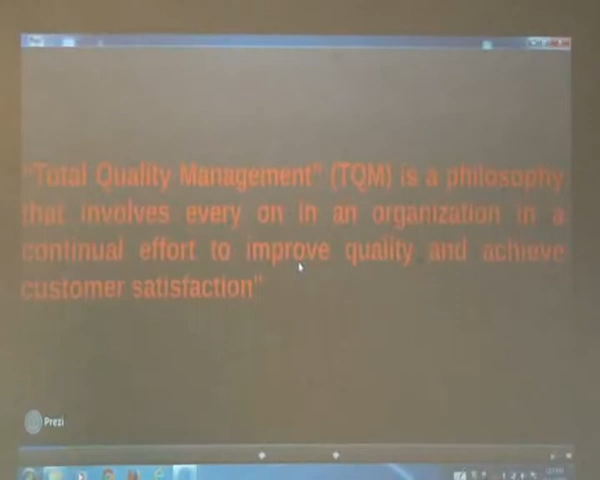 "Total Quality Management" (TQM) is a philosophy
that involves every on in an organization in a
continual effort to improve quality and achieve
customer satisfaction"
Prezi